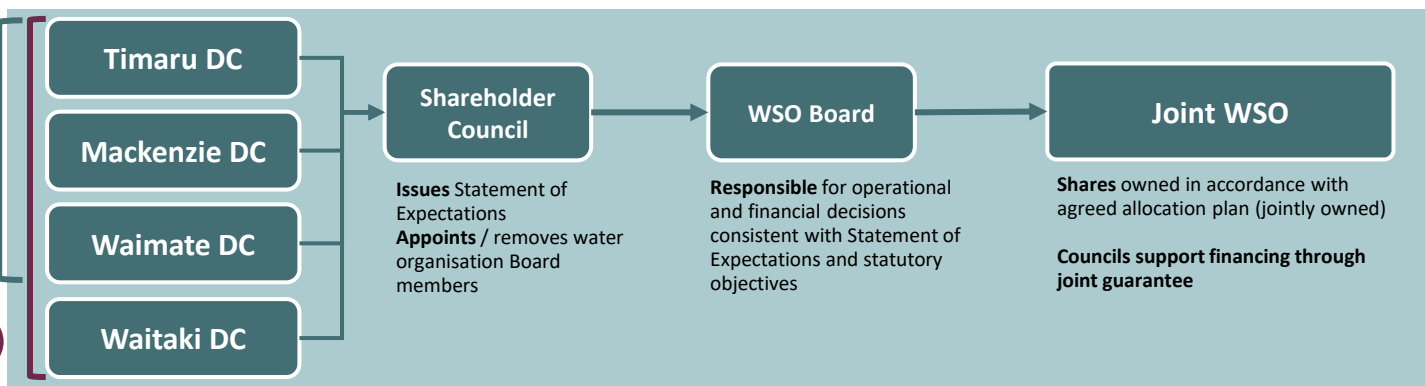 Timaru DC
Mackenzie DC
Waimate DC
Waitaki DC
Shareholder
Council
Issues Statement of
Expectations
Appoints / removes water
organisation Board
members
WSO Board
Responsible for operational
and financial decisions
consistent with Statement of
Expectations and statutory
objectives
Joint WSO
Shares owned in accordance with
agreed allocation plan (jointly owned)
Councils support financing through
joint guarantee